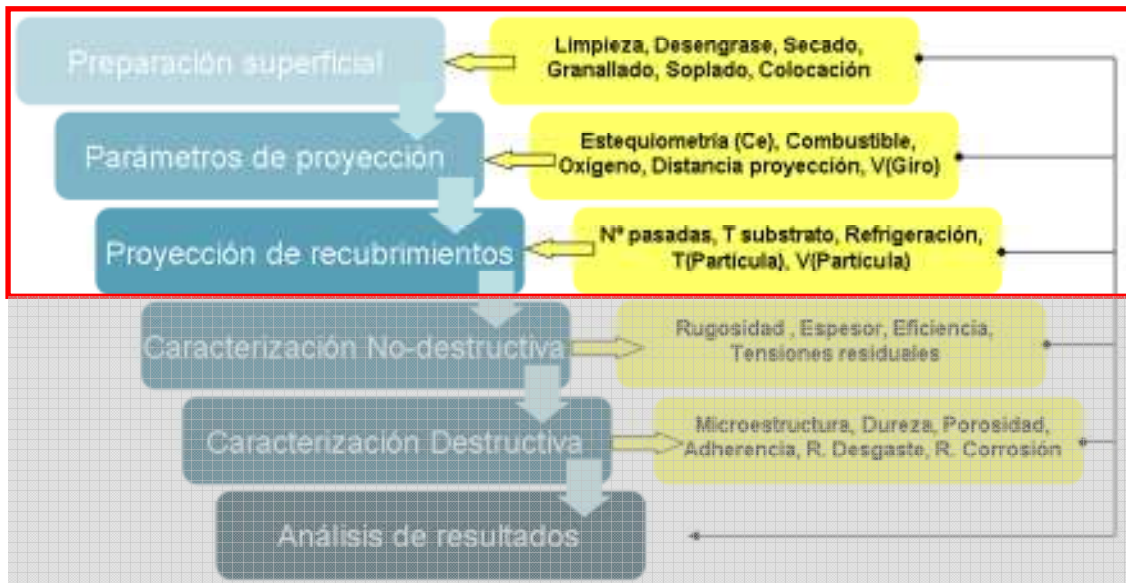 Preparación superficial
Limpieza, Desengrase, Secado,
Granallado, Soplado, Colocación
Parámetros de proyección
Estequiometría (Ce), Combustible,
Oxígeno, Distancia proyección, V(Giro)
Proyección de recubrimientos
Nº pasadas, T substrato, Refrigeración,
T(Partícula), V(Partícula)
Caracterización No-destructiva
Rugosidad , Espesor, Eficiencia,
Tensiones residuales
Caracterización Destructiva
Microestructura, Dureza, Porosidad,
Adherencia, R. Desgaste, R. Corrosión
Análisis de resultados